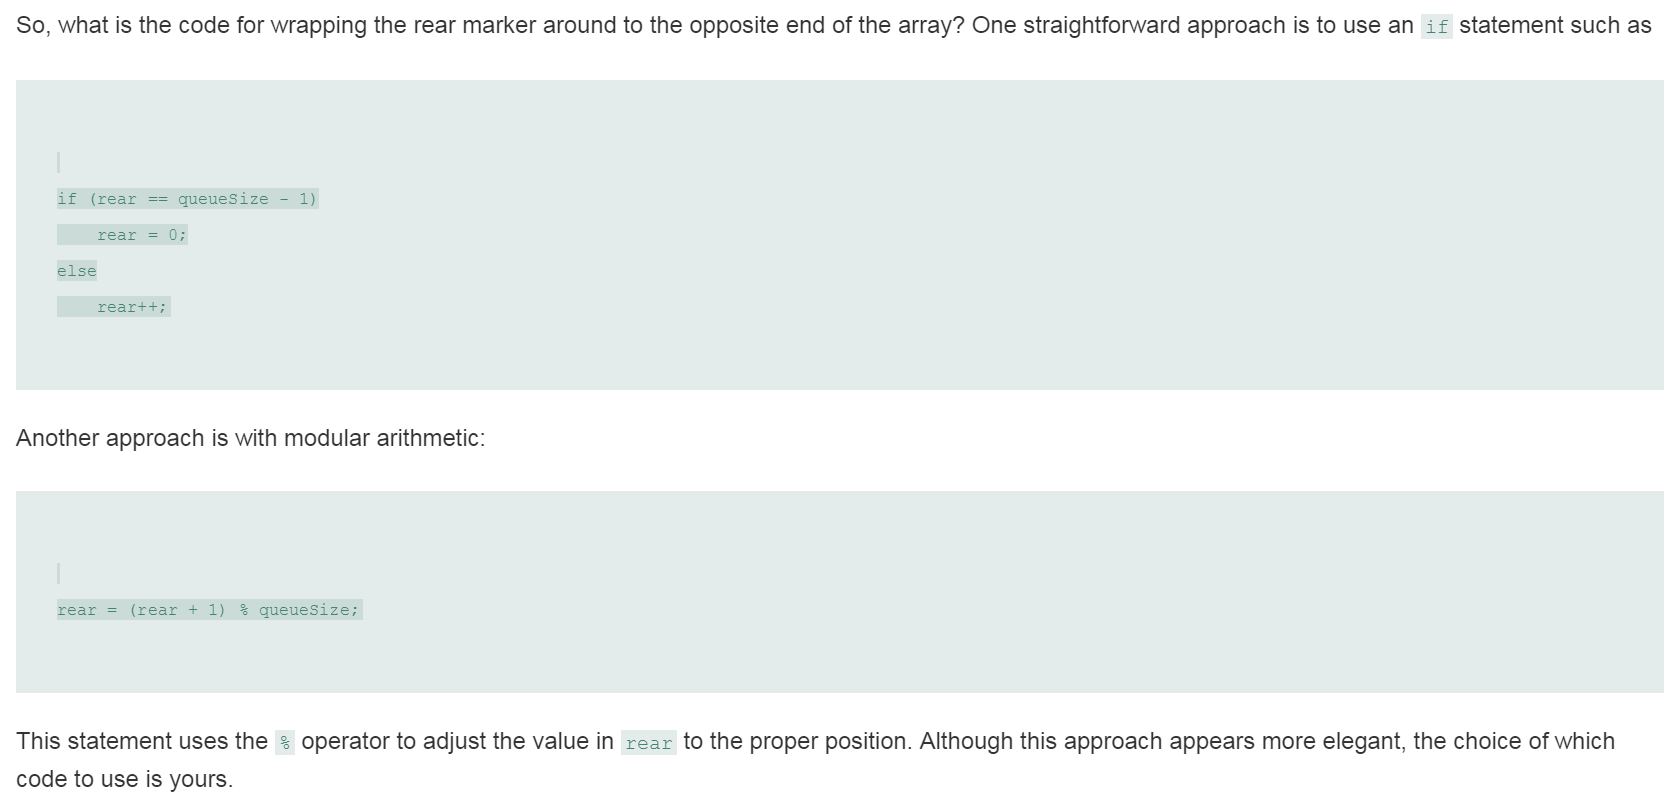 So, what is the code for wrapping the rear marker around to the opposite end of the array? One straightforward approach is to use an if statement such as
if (rear == queueSize - 1)
    rear = 0;
else
    rear++;
Another approach is with modular arithmetic:
rear = (rear + 1) % queueSize;
This statement uses the % operator to adjust the value in rear to the proper position. Although this approach appears more elegant, the choice of which
code to use is yours.